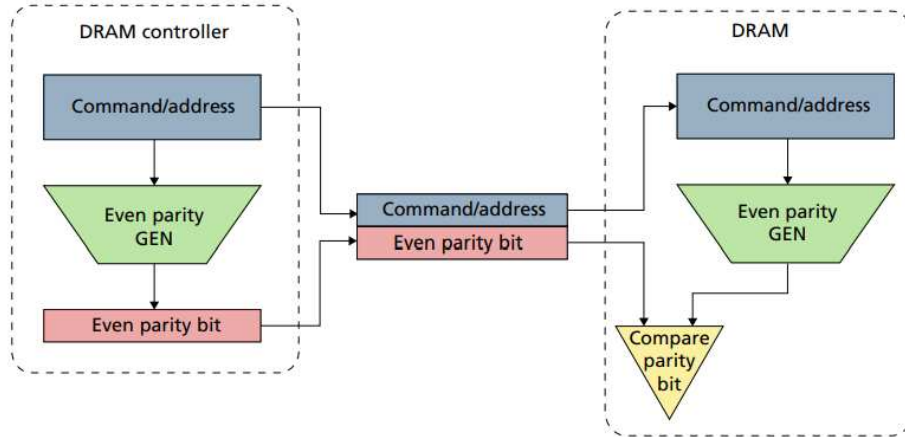 DRAM controller
Command/address
Even parity
GEN
Even parity bit
Command/address
Even parity bit
DRAM
Command/address
Even parity
GEN
Compare
parity
bit